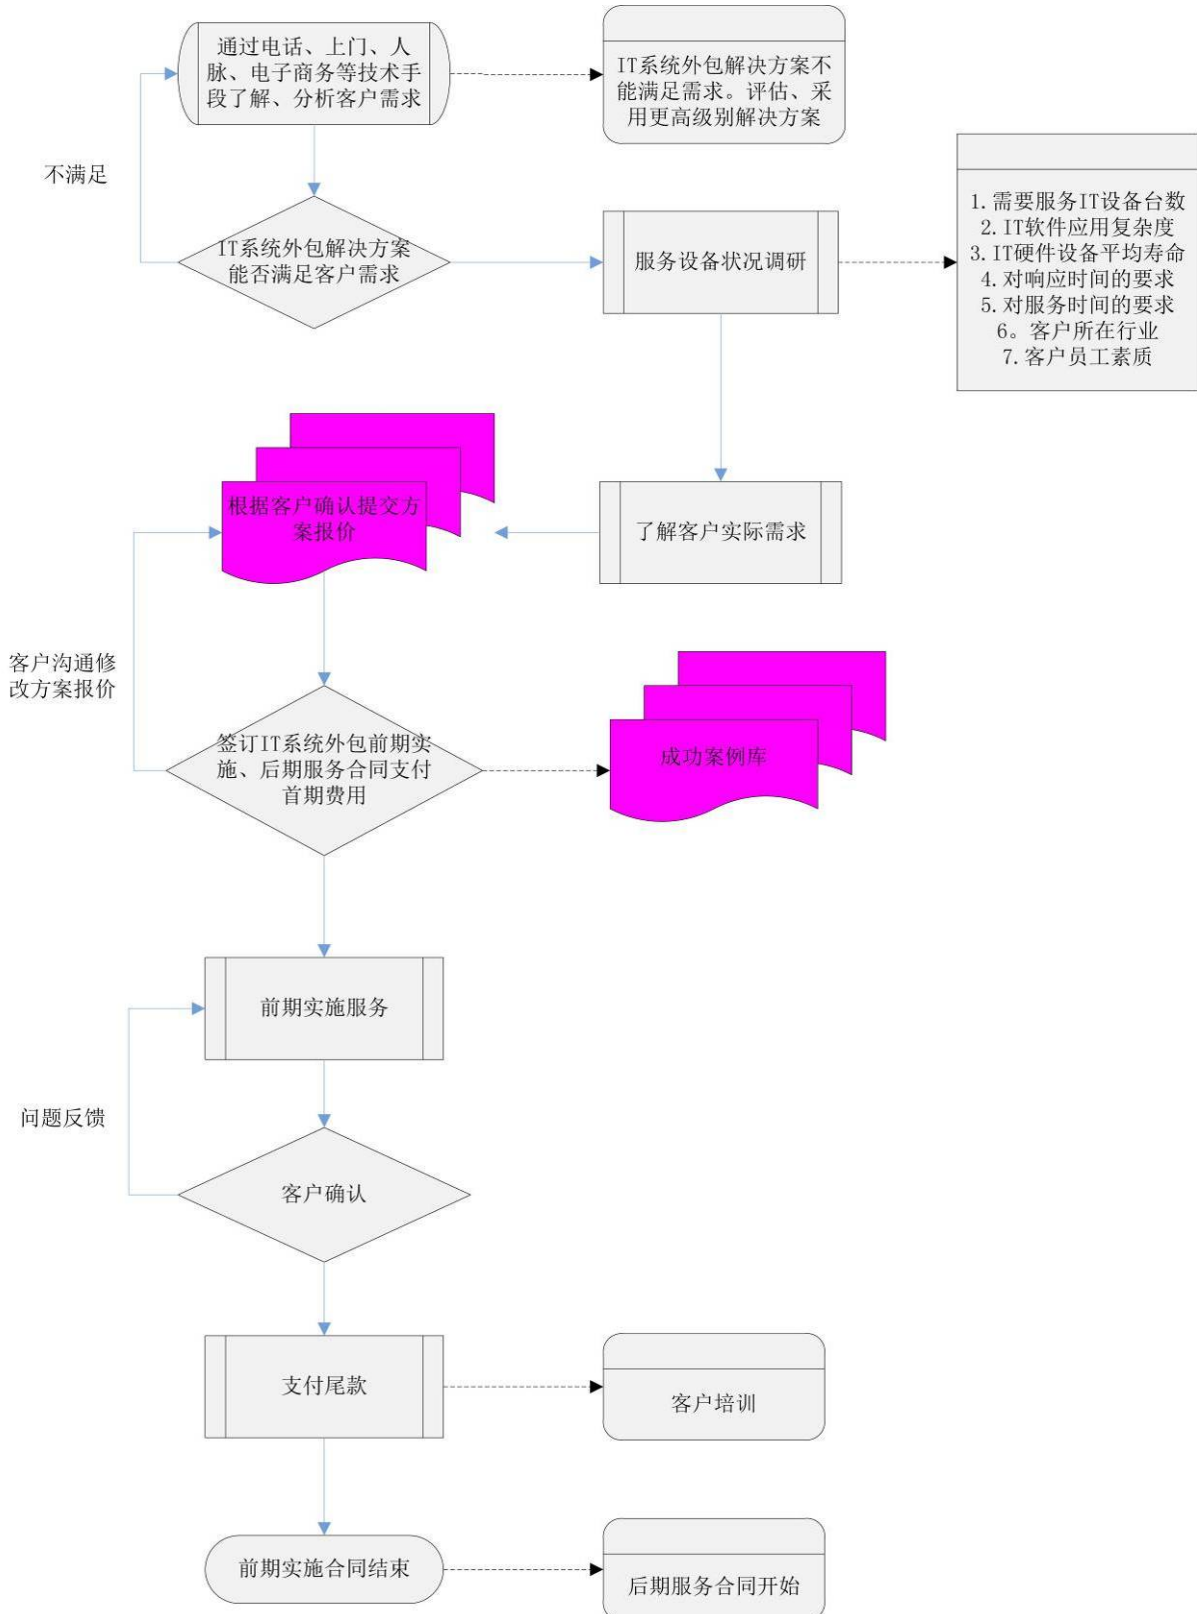 通过电话、上门、人
脉、电子商务等技术手
段了解、分析客户需求
IT系统外包解决方案不
能满足需求。评估、采
用更高级别解决方案
不满足
IT系统外包解决方案
能否满足客户需求
服务设备状况调研
1.需要服务IT设备台数
2.IT软件应用复杂度
3.IT硬件设备平均寿命
4.对响应时间的要求
5.对服务时间的要求
6。客户所在行业
7.客户员工素质
根据客户确认提交方
案报价
了解客户实际需求
客户沟通修
改方案报价
签订IT系统外包前期实
施、后期服务合同支付
首期费用
成功案例库
前期实施服务
问题反馈
客户确认
支付尾款
客户培训
前期实施合同结束
后期服务合同开始